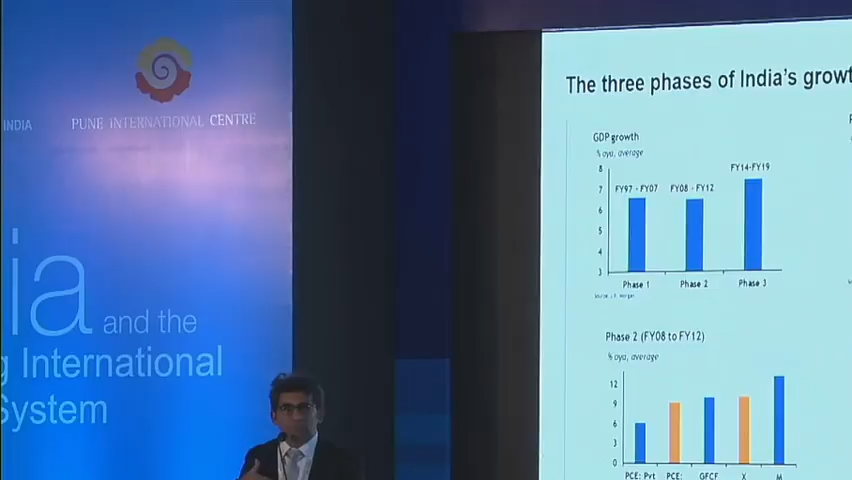 INDIA
PUNE INTERNATIONAL CENTRE
ia and the
g International
System
The three phases of India's growt
GDP growth
% oya, average
8
7
6
5
4
3
FY97 - FY07
FY08 - FY12
FY14-FY19
Phase 1
Phase 2
Phase 3
Source: J.P. Morgan
Phase 2 (FY08 to FY12)
% oya, average
12
9
6
3
0
PCE: Pvt
PCE:
GFCF
X
M